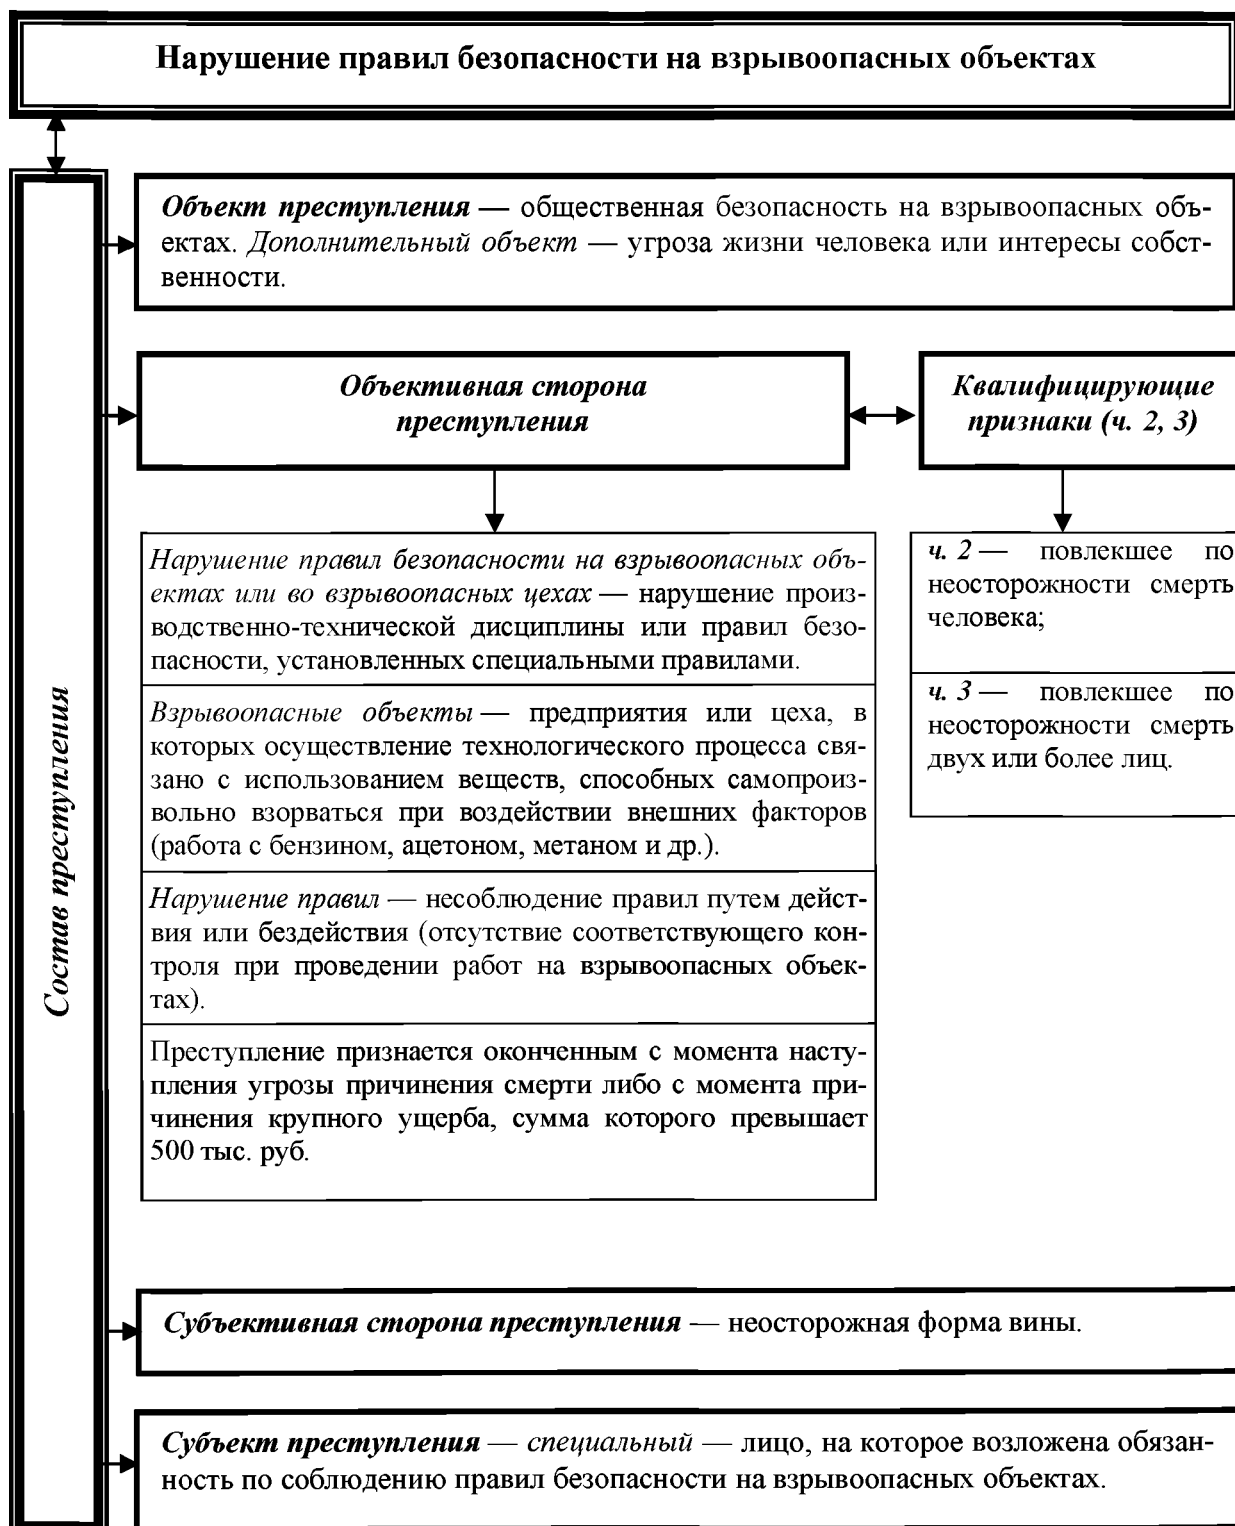 Нарушение правил безопасности на взрывоопасных объектах
Состав преступления
Объект преступления — общественная безопасность на взрывоопасных объ-
ектах. Дополнительный объект — угроза жизни человека или интересы собст-
венности.
Объективная сторона
преступления
Квалифицирующие
признаки (ч. 2, 3)
Нарушение правил безопасности на взрывоопасных объ-
ектах или во взрывоопасных цехах — нарушение произ-
водственно-технической дисциплины или правил безо-
пасности, установленных специальными правилами.
Взрывоопасные объекты — предприятия или цеха, в
которых осуществление технологического процесса свя-
зано с использованием веществ, способных самопроиз-
вольно взорваться при воздействии внешних факторов
(работа с бензином, ацетоном, метаном и др.).
Нарушение правил — несоблюдение правил путем дейст-
вия или бездействия (отсутствие соответствующего кон-
троля при проведении работ на взрывоопасных объек-
тах).
Преступление признается оконченным с момента насту-
пления угрозы причинения смерти либо с момента при-
чинения крупного ущерба, сумма которого превышает
500 тыс. руб.
ч. 2 — повлекшее по
неосторожности смерть
человека;
ч. 3 — повлекшее по
неосторожности смерть
двух или более лиц.
Субъективная сторона преступления — неосторожная форма вины.
Субъект преступления — специальный — лицо, на которое возложена обязан-
ность по соблюдению правил безопасности на взрывоопасных объектах.